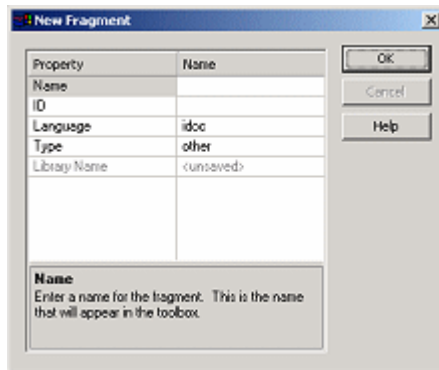 New Fragment
Property Name
OK
Name
Cancel
ID
Language idoc
Help
Type other
Library Name <unsaved>
Name
Enter a name for the fragment. This is the name
that will appear in the toolbox.